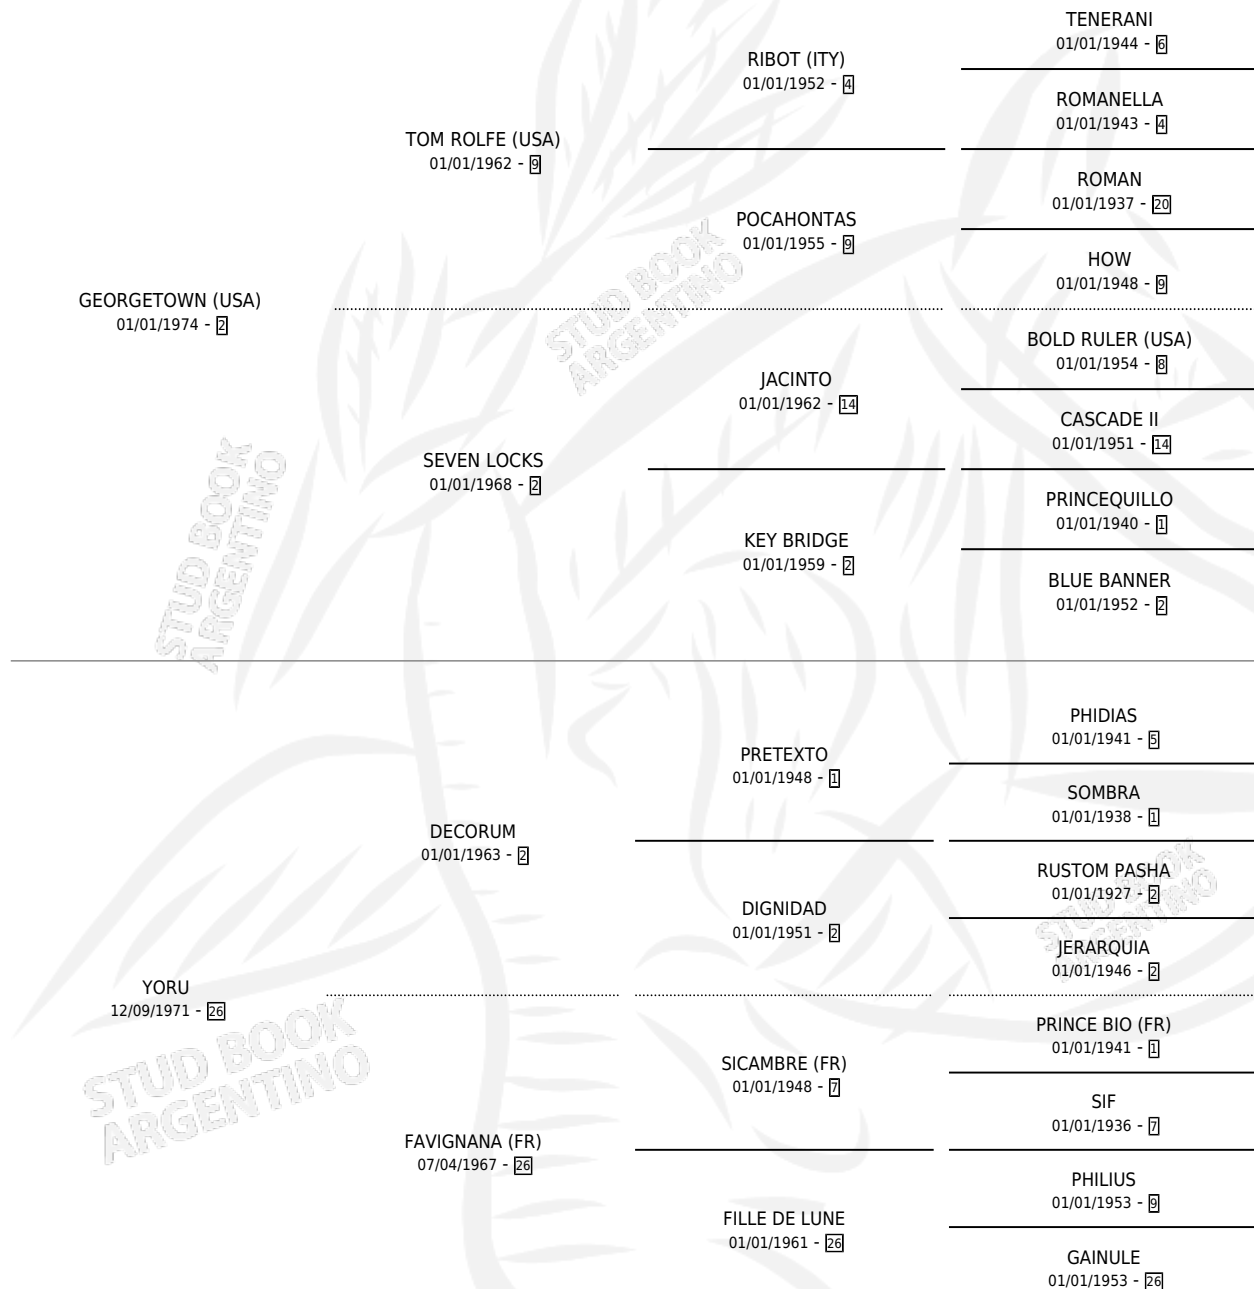 GEORGETOWN (USA)
01/01/1974 - 2
TOM ROLFE (USA)
01/01/1962 - 9
SEVEN LOCKS
01/01/1968 - 2
RIBOT (ITY)
01/01/1952 - 4
POCAHONTAS
01/01/1955 - 9
JACINTO
01/01/1962 - 14
KEY BRIDGE
01/01/1959 - 2
TENERANI
01/01/1944 - 6
ROMANELLA
01/01/1943 - 4
ROMAN
01/01/1937 - 20
HOW
01/01/1948 - 9
BOLD RULER (USA)
01/01/1954 - 8
CASCADE II
01/01/1951 - 14
PRINCEQUILLO
01/01/1940 - 1
BLUE BANNER
01/01/1952 - 2
YORU
12/09/1971 - 26
DECORUM
01/01/1963 - 2
FAVIGNANA (FR)
07/04/1967 - 26
PRETEXTO
01/01/1948 - 1
DIGNIDAD
01/01/1951 - 2
SICAMBRE (FR)
01/01/1948 - 7
FILLE DE LUNE
01/01/1961 - 26
PHIDIAS
01/01/1941 - 5
SOMBRA
01/01/1938 - 1
RUSTOM PASHA
01/01/1927 - 2
JERARQUIA
01/01/1946 - 2
PRINCE BIO (FR)
01/01/1941 - 1
SIF
01/01/1936 - 7
PHILIUS
01/01/1953 - 9
GAINULE
01/01/1953 - 26
STUD BOOK
ARGENTINO
STUD BOOK
ARGENTINO
STUD BOOK
ARGENTINO
STUD BOOK
ARGENTINO